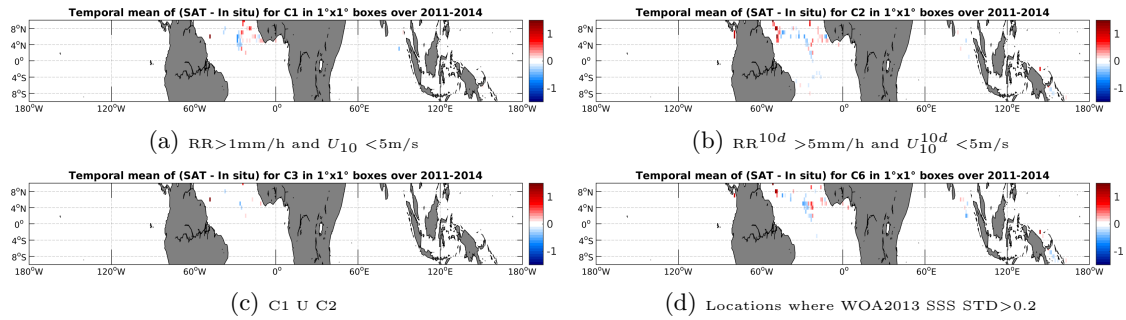 Temporal mean of (SAT - In situ) for C1 in 1°x1° boxes over 2011-2014
8°N
4°N
0°
4°S
8°S
180°W 120°W 60°W 0° 60°E 120°E 180°W
1
0
-1
(a) RR>1mm/h and U10 <5m/s
Temporal mean of (SAT - In situ) for C2 in 1°x1° boxes over 2011-2014
8°N
4°N
0°
4°S
8°S
180°W 120°W 60°W 0° 60°E 120°E 180°W
1
0
-1
(b) RR^10d >5mm/h and U10^10d <5m/s
Temporal mean of (SAT - In situ) for C3 in 1°x1° boxes over 2011-2014
8°N
4°N
0°
4°S
8°S
180°W 120°W 60°W 0° 60°E 120°E 180°W
1
0
-1
(c) C1 U C2
Temporal mean of (SAT - In situ) for C6 in 1°x1° boxes over 2011-2014
8°N
4°N
0°
4°S
8°S
180°W 120°W 60°W 0° 60°E 120°E 180°W
1
0
-1
(d) Locations where WOA2013 SSS STD>0.2